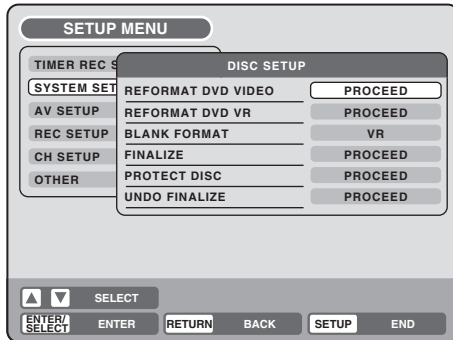 SETUP MENU
TIMER REC S
SYSTEM SET
AV SETUP
REC SETUP
CH SETUP
OTHER
DISC SETUP
REFORMAT DVD VIDEO PROCEED
REFORMAT DVD VR PROCEED
BLANK FORMAT VR
FINALIZE PROCEED
PROTECT DISC PROCEED
UNDO FINALIZE PROCEED
SELECT
ENTER/SELECT ENTER RETURN BACK SETUP END